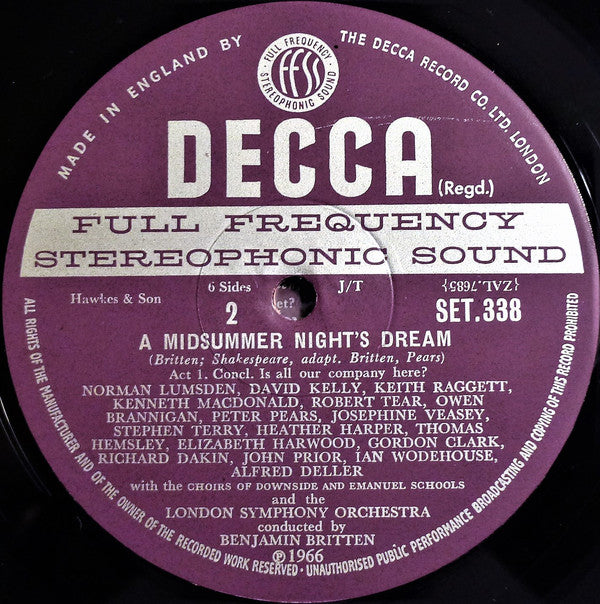 MADE IN ENGLAND BY
THE DECCA RECORD CO. LTD. LONDON
FULL FREQUENCY
FFSS
STEREOPHONIC SOUND
DECCA
(Regd.)
FULL FREQUENCY
STEREOPHONIC SOUND
Hawkes & Son
6 Sides
J/T
{ZAL.7685}
2
et?
SET.338
A MIDSUMMER NIGHT'S DREAM
(Britten; Shakespeare, adapt. Britten, Pears)
Act 1. Concl. Is all our company here?
NORMAN LUMSDEN, DAVID KELLY, KEITH RAGGETT,
KENNETH MACDONALD, ROBERT TEAR, OWEN
BRANNIGAN, PETER PEARS, JOSEPHINE VEASEY,
STEPHEN TERRY, HEATHER HARPER, THOMAS
HEMSLEY, ELIZABETH HARWOOD, GORDON CLARK,
RICHARD DAKIN, JOHN PRIOR, IAN WODEHOUSE,
ALFRED DELLER
with the CHOIRS OF DOWNSIDE AND EMANUEL SCHOOLS
and the
LONDON SYMPHONY ORCHESTRA
conducted by
BENJAMIN BRITTEN
℗1966
ALL RIGHTS OF THE MANUFACTURER AND OF THE OWNER OF THE RECORDED WORK RESERVED · UNAUTHORISED PUBLIC PERFORMANCE BROADCASTING AND COPYING OF THIS RECORD PROHIBITED